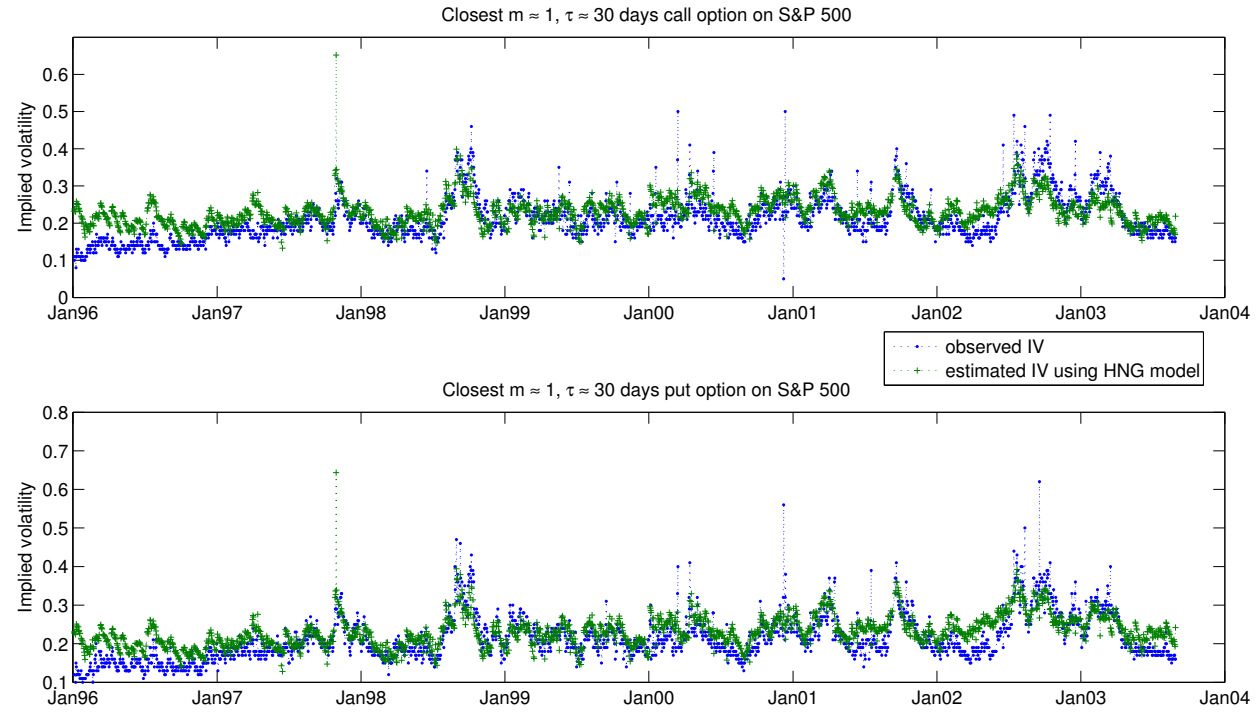 Closest m ≈ 1, τ ≈ 30 days call option on S&P 500
Implied volatility
0.6
0.5
0.4
0.3
0.2
0.1
0
Jan96 Jan97 Jan98 Jan99 Jan00 Jan01 Jan02 Jan03 Jan04
observed IV
estimated IV using HNG model
Closest m ≈ 1, τ ≈ 30 days put option on S&P 500
Implied volatility
0.8
0.7
0.6
0.5
0.4
0.3
0.2
0.1
Jan96 Jan97 Jan98 Jan99 Jan00 Jan01 Jan02 Jan03 Jan04